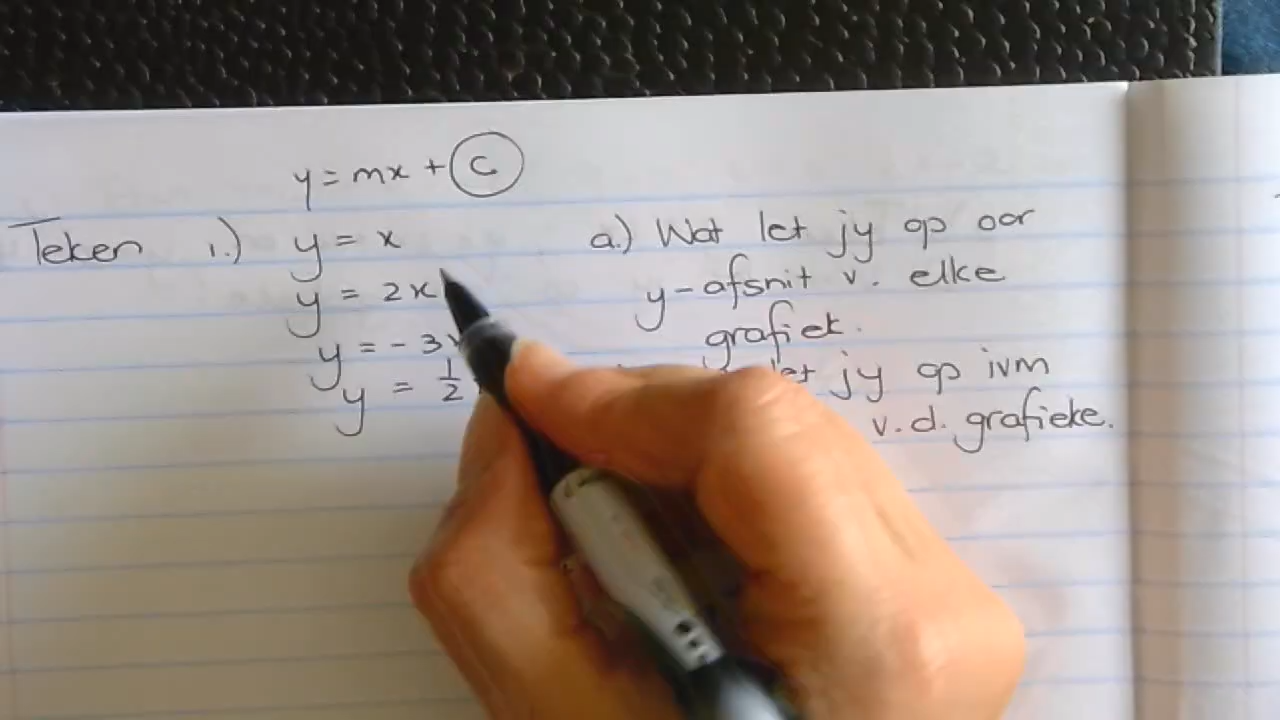 y = mx + c
Teken 1.) y = x
y = 2x
y = -3
y = 1/2
a.) Wat let jy op oor
y-afsnit v. elke
grafiek.
let jy op ivm
v.d. grafieke.